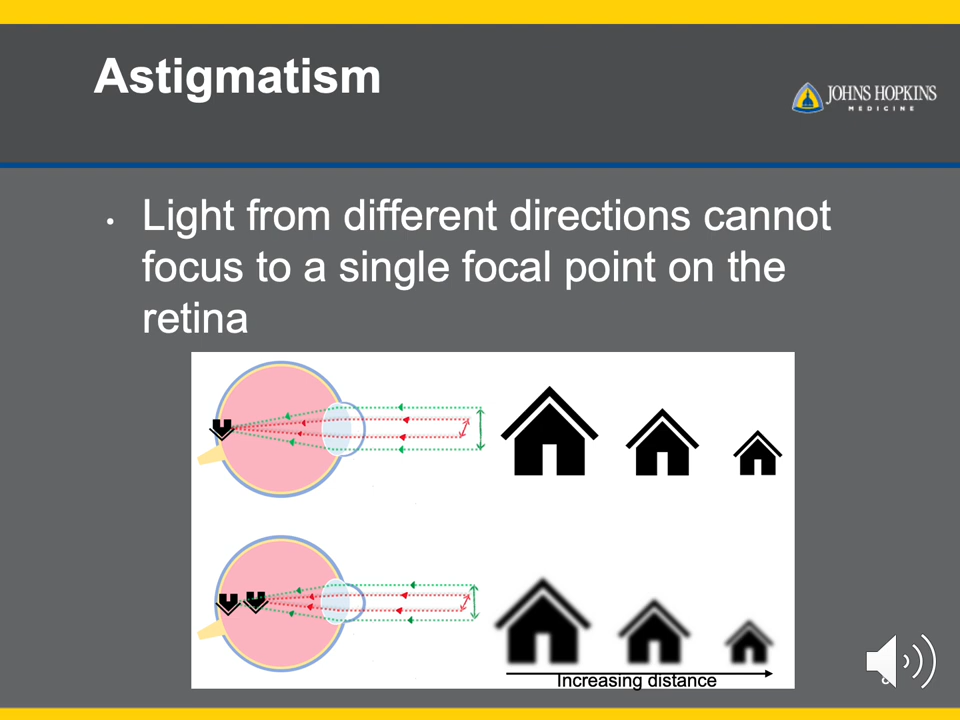 Astigmatism
JOHNS HOPKINS
MEDICINE
• Light from different directions cannot
focus to a single focal point on the
retina
Increasing distance